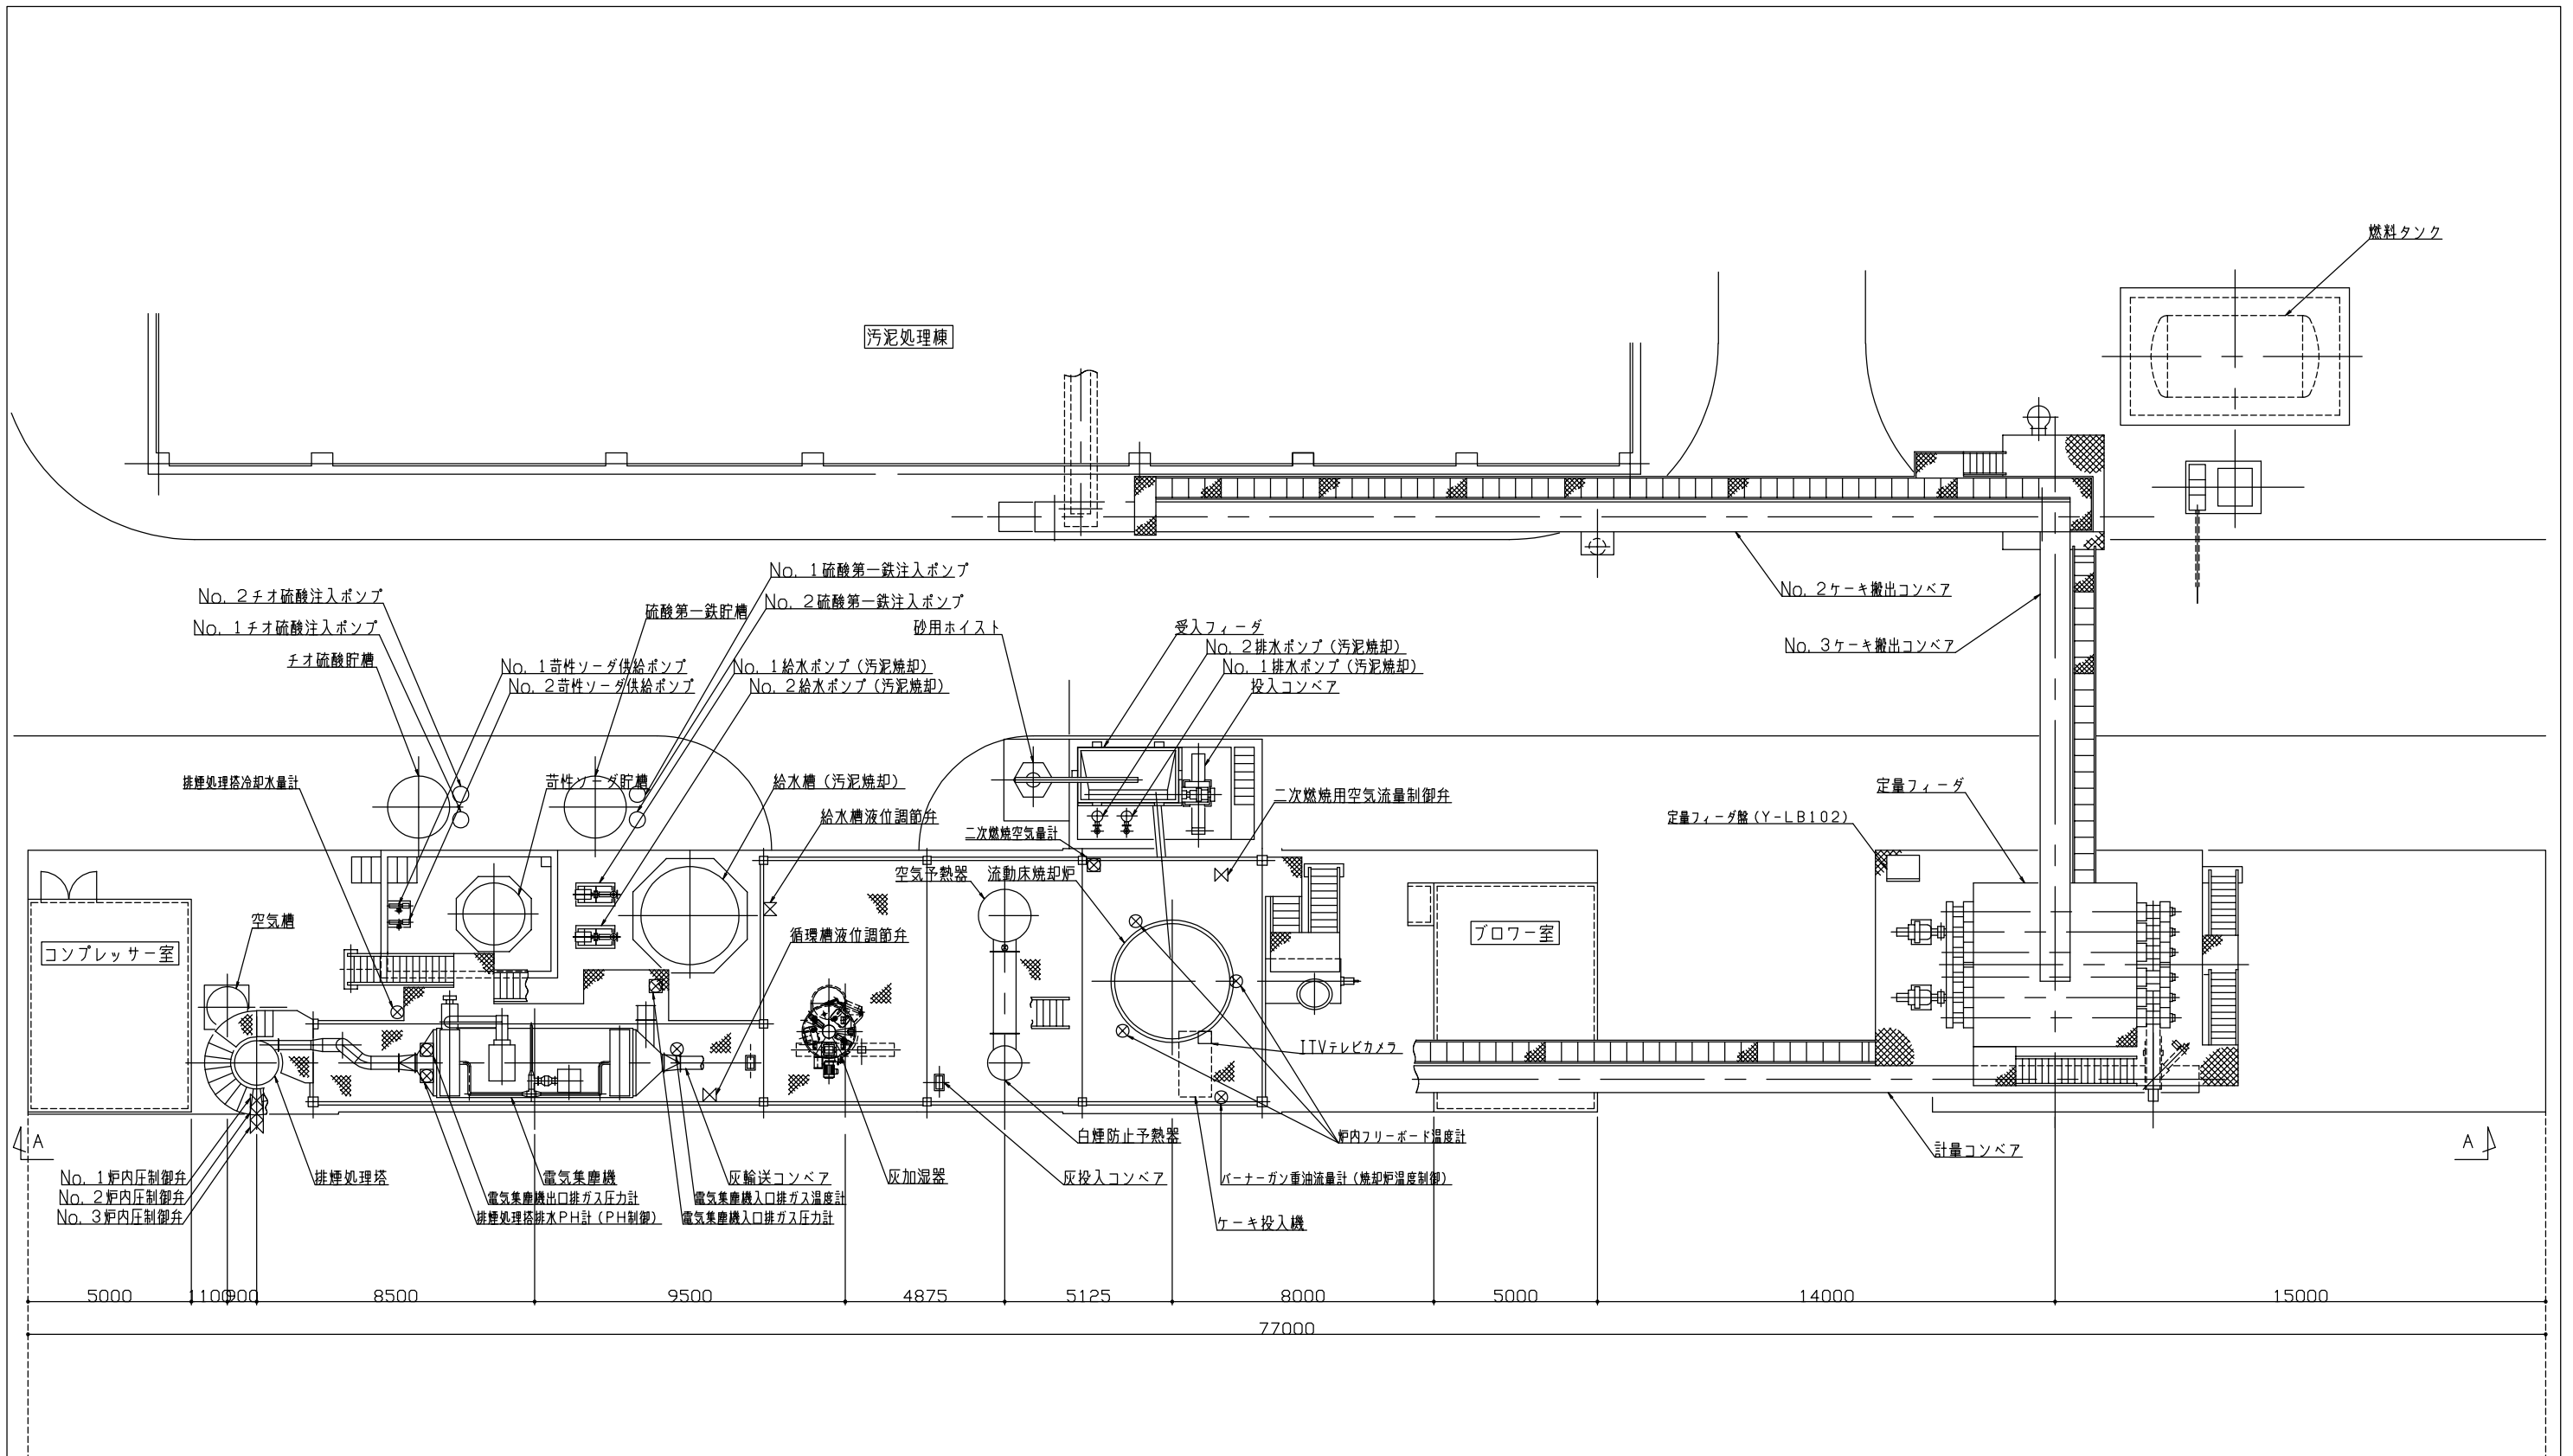 燃料タンク
汚泥処理棟
No. 1硫酸第一鉄注入ポンプ
No. 2チオ硫酸注入ポンプ
No. 2硫酸第一鉄注入ポンプ
硫酸第一鉄貯槽
No. 2ケーキ搬出コンベア
No. 1チオ硫酸注入ポンプ
砂用ホイスト
受入フィーダ
No. 2排水ポンプ(汚泥焼却)
No. 3ケーキ搬出コンベア
チオ硫酸貯槽
No. 1苛性ソーダ供給ポンプ
No. 1給水ポンプ(汚泥焼却)
No. 1排水ポンプ(汚泥焼却)
No. 2苛性ソーダ供給ポンプ
No. 2給水ポンプ(汚泥焼却)
投入コンベア
排煙処理塔冷却水量計
苛性ソーダ貯槽
給水槽(汚泥焼却)
二次燃焼用空気流量制御弁
定量フィーダ
給水槽液位調節弁
二次燃焼空気量計
定量フィーダ盤(Y-LB102)
空気予熱器
流動床焼却炉
空気槽
循環槽液位調節弁
ブロワー室
コンプレッサー室
ITVテレビカメラ
A
白煙防止予熱器
炉内フリーボード温度計
計量コンベア
A
No. 1炉内圧制御弁
排煙処理塔
電気集塵機
灰輸送コンベア
灰加湿器
灰投入コンベア
バーナーガン重油流量計(焼却炉温度制御)
No. 2炉内圧制御弁
電気集塵機出口排ガス圧力計
電気集塵機入口排ガス温度計
No. 3炉内圧制御弁
排煙処理塔排水PH計(PH制御)
電気集塵機入口排ガス圧力計
ケーキ投入機
5000
1100
900
8500
9500
4875
5125
8000
5000
14000
15000
77000